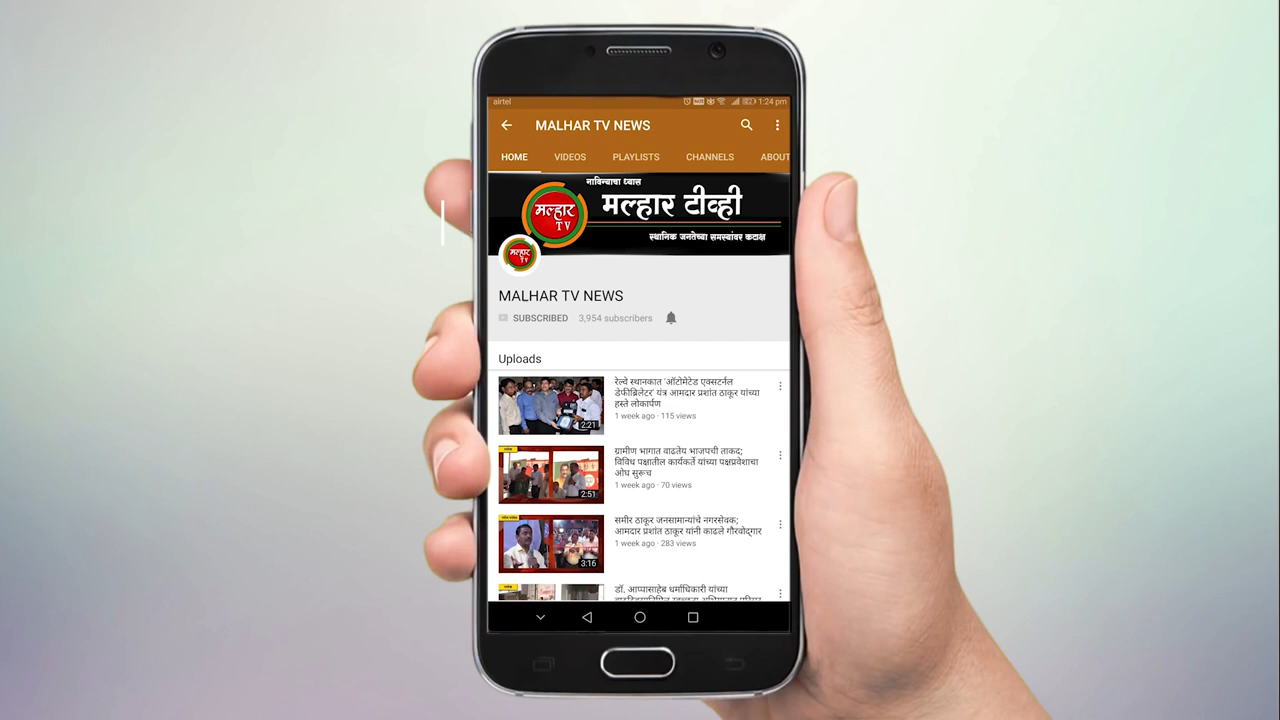 airtel 1:24 pm
MALHAR TV NEWS
HOME VIDEOS PLAYLISTS CHANNELS ABOUT
नाविन्याचा ध्यास
मल्हार टीव्ही
मल्हार
TV
स्थानिक जनतेच्या समस्यांवर कटाक्ष
मल्हार
TV
MALHAR TV NEWS
SUBSCRIBED 3,954 subscribers
Uploads
रेल्वे स्थानकात 'ऑटोमेटेड एक्सटर्नल
डेफीब्रिलेटर' यंत्र आमदार प्रशांत ठाकूर यांच्या
हस्ते लोकार्पण
1 week ago · 115 views
2:21
ग्रामीण भागात वाढतेय भाजपची ताकद;
विविध पक्षातील कार्यकर्ते यांच्या पक्षप्रवेशाचा
ओघ सुरूच
1 week ago · 70 views
2:51
समीर ठाकूर जनसामान्यांचे नगरसेवक;
आमदार प्रशांत ठाकूर यांनी काढले गौरवोद्गार
1 week ago · 283 views
3:16
डॉ. आप्पासाहेब धर्माधिकारी यांच्या